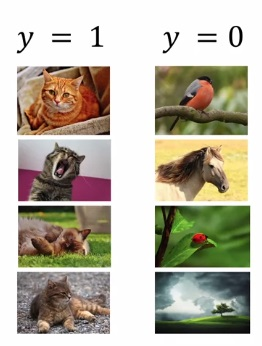 y = 1
y = 0